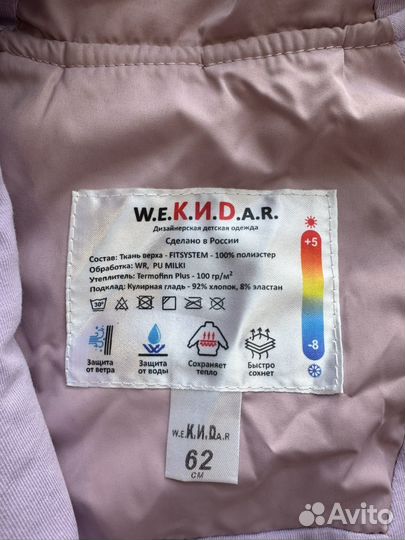 W.E.К.И.D.A.R.
Дизайнерская детская одежда
Сделано в России
Состав: Ткань верха - FITSYSTEM - 100% полиэстер
Обработка: WR, PU MILKI
Утеплитель: Termofinn Plus - 100 гр/м²
Подклад: Кулирная гладь - 92% хлопок, 8% эластан
+5
-8
30°
Защита
от ветра
Защита
от воды
Сохраняет
тепло
Быстро
сохнет
W.E.К.И.D.A.R
62
СМ
Avito